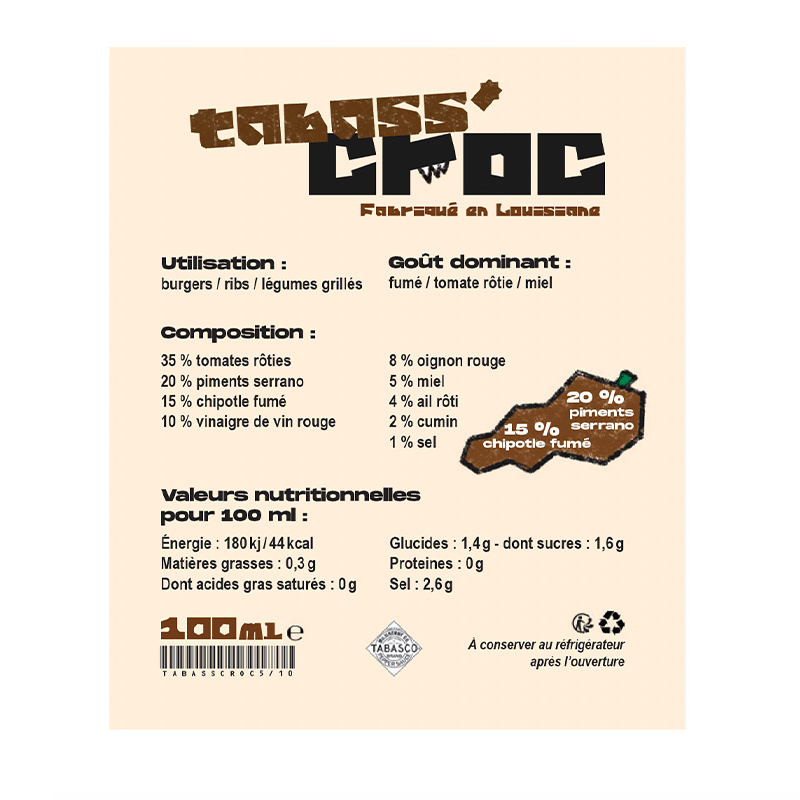 tabass'
croc
Fabriqué en Louisiane
Utilisation :
burgers / ribs / légumes grillés
Goût dominant :
fumé / tomate rôtie / miel
Composition :
35 % tomates rôties
20 % piments serrano
15 % chipotle fumé
10 % vinaigre de vin rouge
8 % oignon rouge
5 % miel
4 % ail rôti
2 % cumin
1 % sel
20 %
piments
serrano
15 %
chipotle fumé
Valeurs nutritionnelles
pour 100 ml :
Énergie : 180 kj / 44 kcal
Matières grasses : 0,3 g
Dont acides gras saturés : 0 g
Glucides : 1,4 g - dont sucres : 1,6 g
Proteines : 0 g
Sel : 2,6 g
100ml e
TABASSCROC5/10
TABASCO
BRAND
PEPPER SAUCE
À conserver au réfrigérateur
après l'ouverture